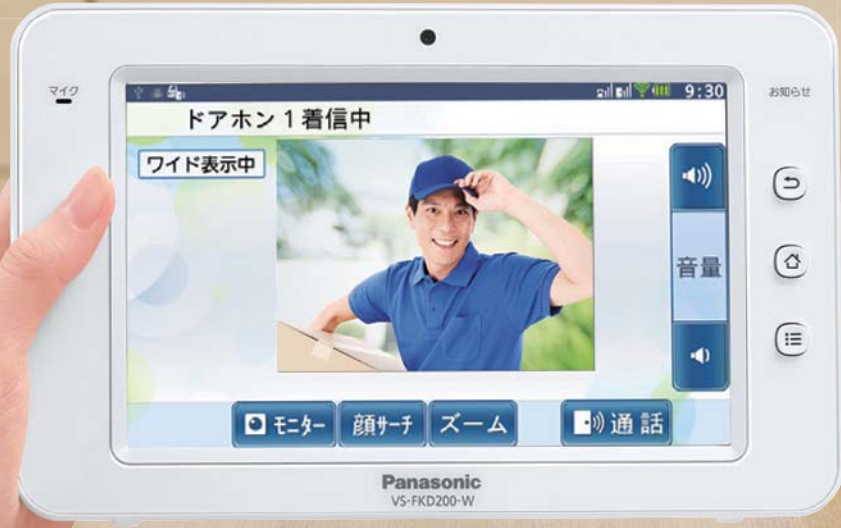 マイク
お知らせ
9:30
ドアホン 1 着信中
ワイド表示中
音量
モニター 顔サーチ ズーム 通話
Panasonic
VS-FKD200-W